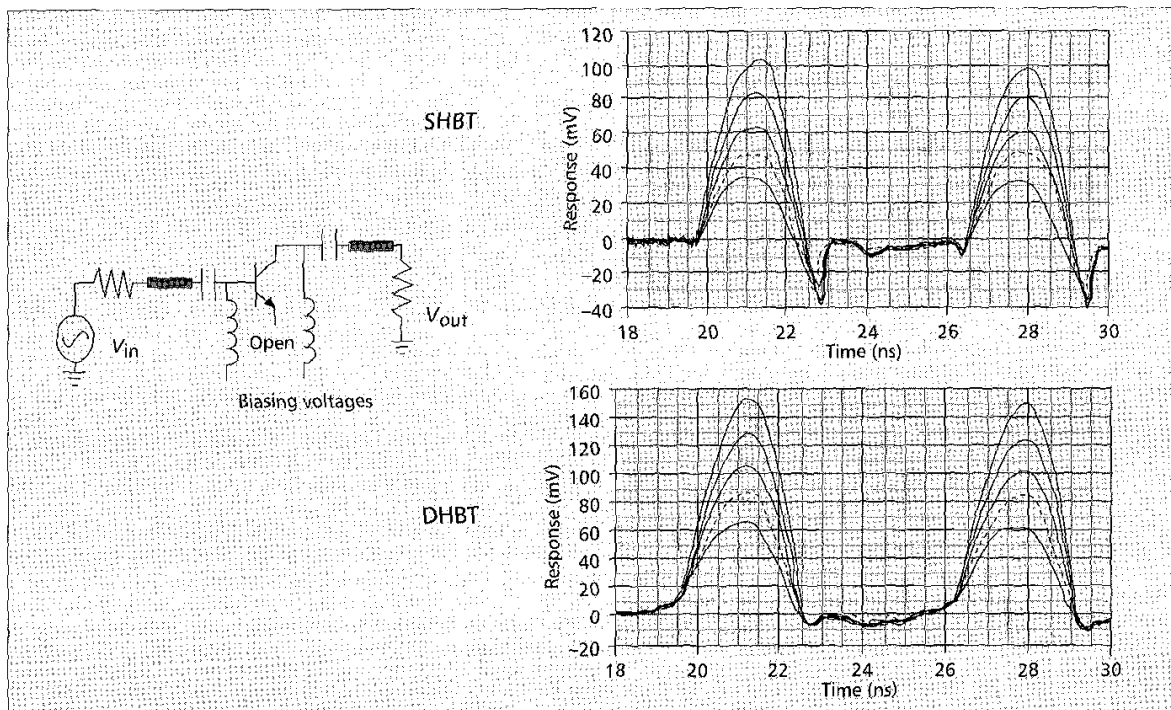 SHBT
V_in
Open
V_out
Biasing voltages
120
100
80
60
40
20
0
−20
−40
Response (mV)
18 20 22 24 26 28 30
Time (ns)
DHBT
160
140
120
100
80
60
40
20
0
−20
Response (mV)
18 20 22 24 26 28 30
Time (ns)